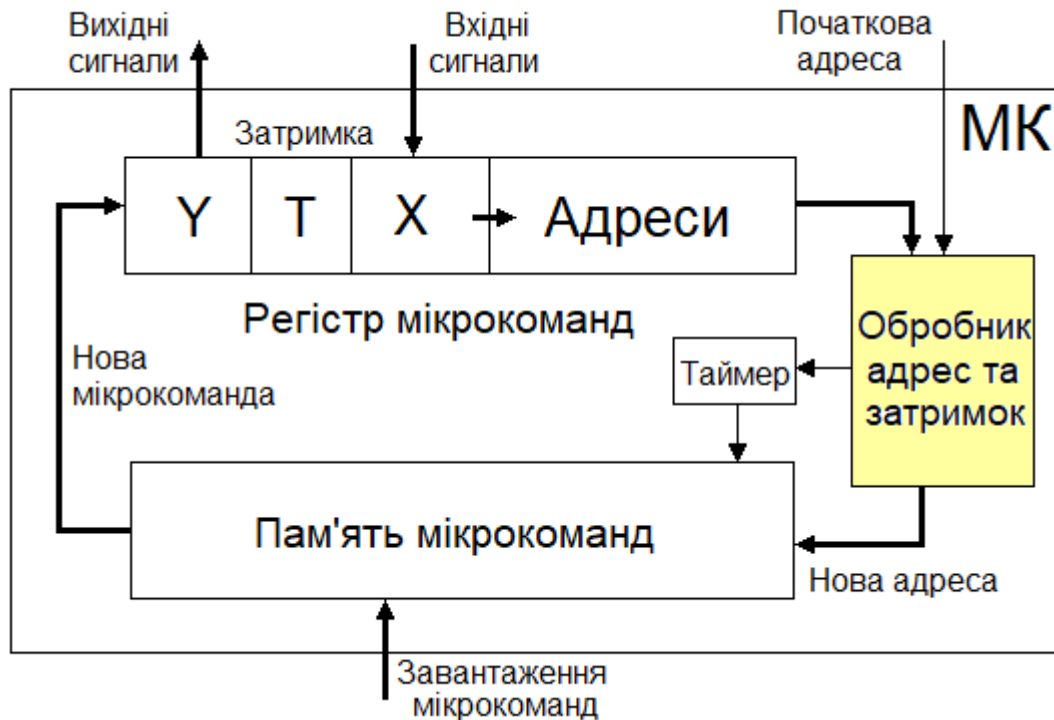 Вихідні
сигнали
Вхідні
сигнали
Початкова
адреса
МК
Затримка
Y
T
X
Адреси
Регістр мікрокоманд
Обробник
адрес та
затримок
Таймер
Нова
мікрокоманда
Пам'ять мікрокоманд
Нова адреса
Завантаження
мікрокоманд